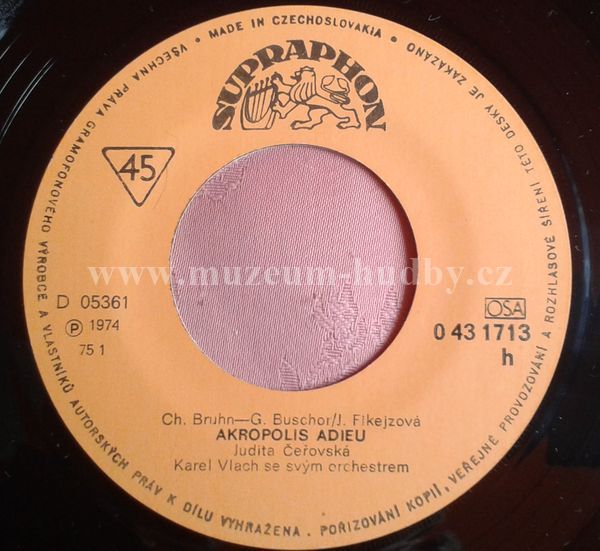 • MADE IN CZECHOSLOVAKIA • VŠECHNA PRÁVA GRAMOFONOVÉHO VÝROBCE A VLASTNÍKŮ AUTORSKÝCH PRÁV K DÍLU VYHRAŽENA. POŘIZOVÁNÍ KOPIÍ, VEŘEJNÉ PROVOZOVÁNÍ A ROZHLASOVÉ ŠÍŘENÍ TÉTO DESKY JE ZAKÁZÁNO
SUPRAPHON
45
www.muzeum-hudby.cz
D 05361
OSA
Ⓟ 1974
0 43 1713
75 1
h
Ch. Bruhn—G. Buschor/J. Fikejzová
AKROPOLIS ADIEU
Judita Čeřovská
Karel Vlach se svým orchestrem